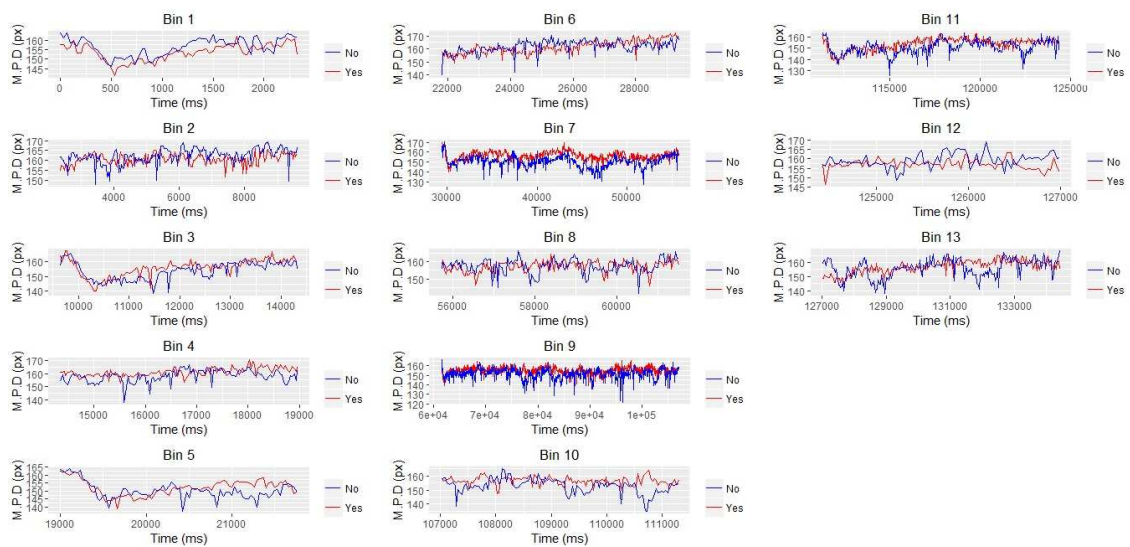 Bin 1
M.P.D (px)
160
155
150
145
0 500 1000 1500 2000
Time (ms)
No
Yes
Bin 2
M.P.D (px)
170
165
160
155
150
4000 6000 8000
Time (ms)
No
Yes
Bin 3
M.P.D (px)
160
150
140
10000 11000 12000 13000 14000
Time (ms)
No
Yes
Bin 4
M.P.D (px)
170
160
150
140
15000 16000 17000 18000 19000
Time (ms)
No
Yes
Bin 5
M.P.D (px)
165
160
155
150
145
140
19000 20000 21000
Time (ms)
No
Yes
Bin 6
M.P.D (px)
170
160
150
140
22000 24000 26000 28000
Time (ms)
No
Yes
Bin 7
M.P.D (px)
170
160
150
140
130
30000 40000 50000
Time (ms)
No
Yes
Bin 8
M.P.D (px)
160
150
56000 58000 60000
Time (ms)
No
Yes
Bin 9
M.P.D (px)
160
150
140
130
120
6e+04 7e+04 8e+04 9e+04 1e+05
Time (ms)
No
Yes
Bin 10
M.P.D (px)
160
150
140
107000 108000 109000 110000 111000
Time (ms)
No
Yes
Bin 11
M.P.D (px)
160
150
140
130
115000 120000 125000
Time (ms)
No
Yes
Bin 12
M.P.D (px)
170
165
160
155
150
145
125000 126000 127000
Time (ms)
No
Yes
Bin 13
M.P.D (px)
160
150
140
127000 129000 131000 133000
Time (ms)
No
Yes